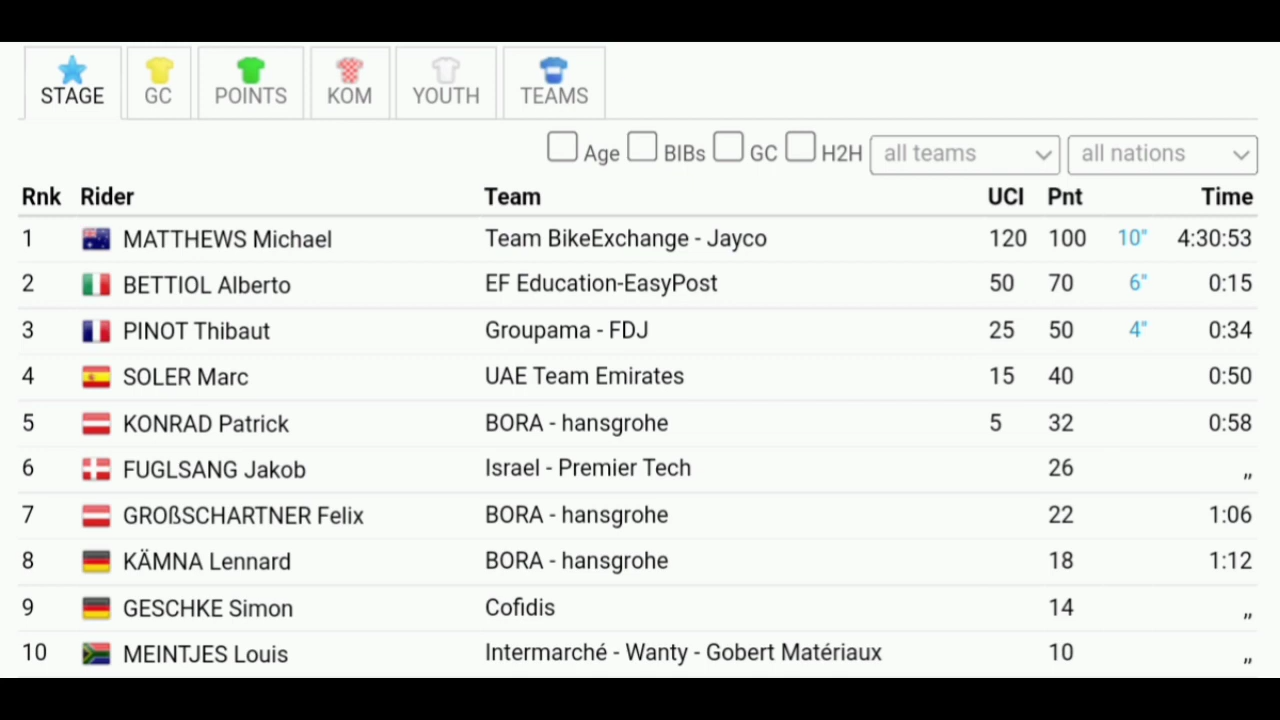 STAGE GC POINTS KOM YOUTH TEAMS
Age BIBs GC H2H all teams all nations
Rnk Rider Team UCI Pnt Time
1 MATTHEWS Michael Team BikeExchange - Jayco 120 100 10" 4:30:53
2 BETTIOL Alberto EF Education-EasyPost 50 70 6" 0:15
3 PINOT Thibaut Groupama - FDJ 25 50 4" 0:34
4 SOLER Marc UAE Team Emirates 15 40 0:50
5 KONRAD Patrick BORA - hansgrohe 5 32 0:58
6 FUGLSANG Jakob Israel - Premier Tech 26 „
7 GROßSCHARTNER Felix BORA - hansgrohe 22 1:06
8 KÄMNA Lennard BORA - hansgrohe 18 1:12
9 GESCHKE Simon Cofidis 14 „
10 MEINTJES Louis Intermarché - Wanty - Gobert Matériaux 10 „